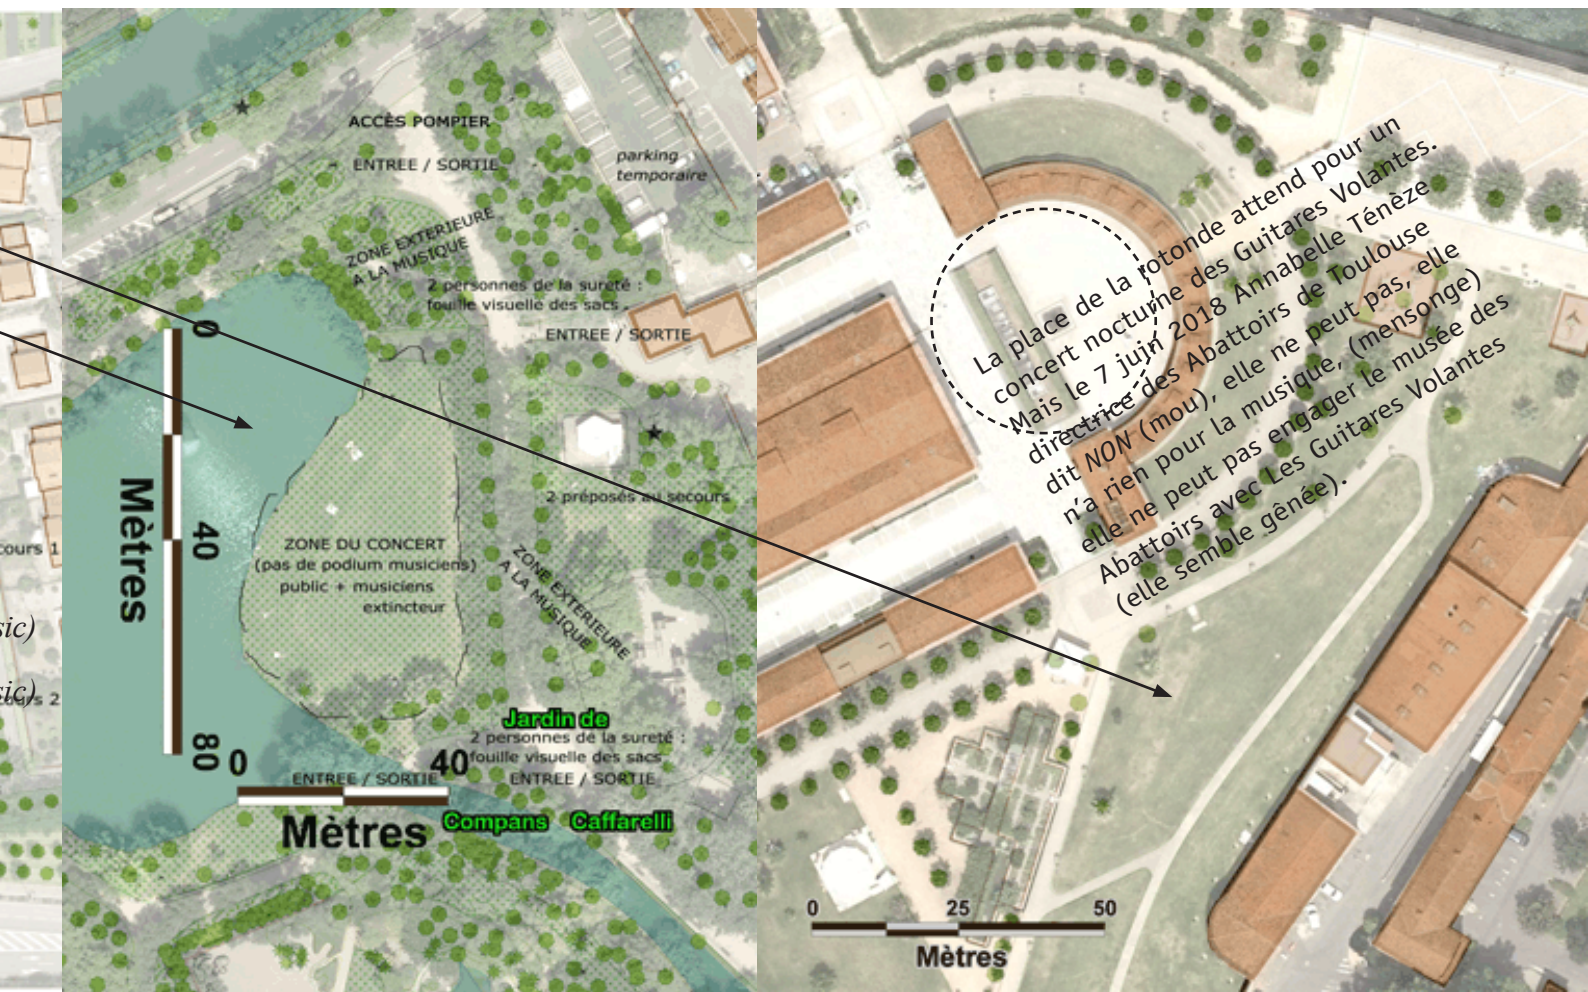 ACCÈS POMPIER
ENTREE / SORTIE
parking
temporaire
ZONE EXTERIEURE
A LA MUSIQUE
2 personnes de la sureté :
fouille visuelle des sacs
ENTREE / SORTIE
0
40
80
Mètres
2 préposés au secours
ZONE DU CONCERT
(pas de podium musiciens)
public + musiciens
extincteur
ZONE EXTERIEURE
A LA MUSIQUE
cours 1
sic)
sic)
cours 2
Jardin de
2 personnes de la sureté :
fouille visuelle des sacs
ENTREE / SORTIE
ENTREE / SORTIE
0
40
Mètres
Compans Caffarelli
La place de la rotonde attend pour un
concert nocturne des Guitares Volantes.
Mais le 7 juin 2018 Annabelle Ténèze
directrice des Abattoirs de Toulouse
dit NON (mou), elle ne peut pas, elle
n’a rien pour la musique, (mensonge)
elle ne peut pas engager le musée des
Abattoirs avec Les Guitares Volantes
(elle semble gênée).
0
25
50
Mètres